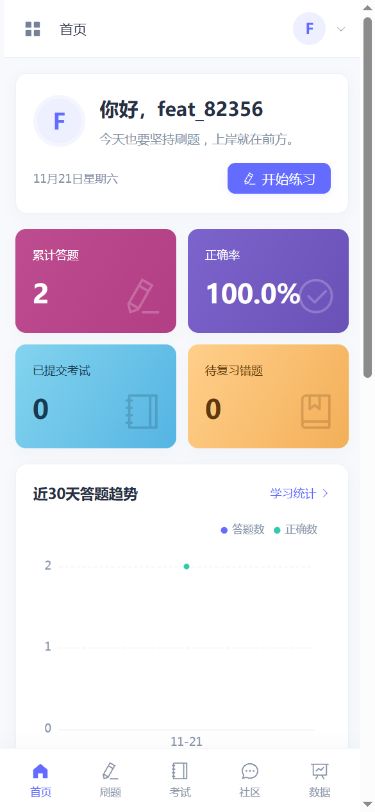 首页
F
F
你好，feat_82356
今天也要坚持刷题，上岸就在前方。
11月21日星期六
开始练习
累计答题
2
正确率
100.0%
已提交考试
0
待复习错题
0
近30天答题趋势
学习统计
答题数
正确数
2
1
0
11-21
首页
刷题
考试
社区
数据